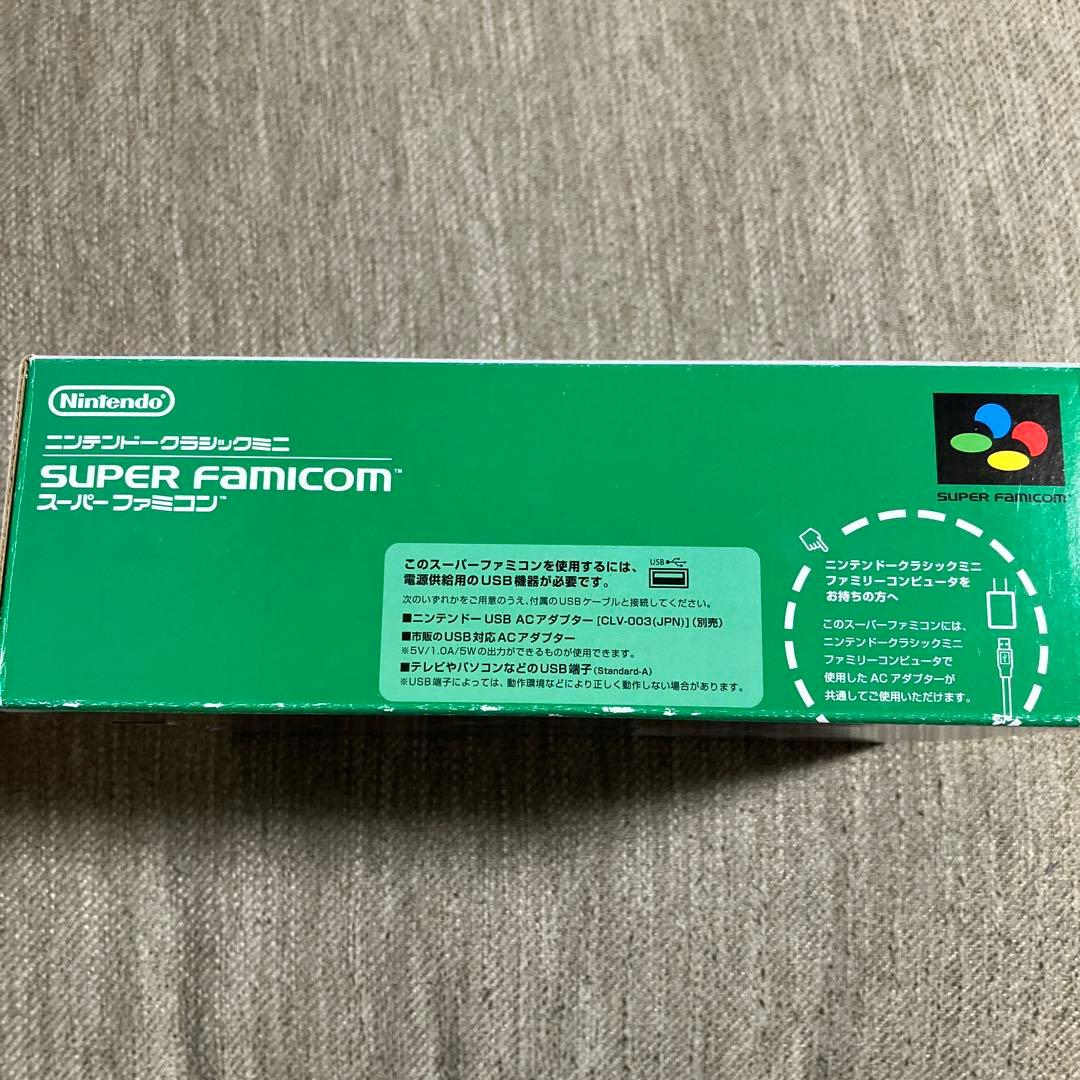 Nintendo®
ニンテンドークラシックミニ
SUPER FAMICOM™
スーパーファミコン™
SUPER FAMICOM™
このスーパーファミコンを使用するには、
電源供給用のUSB機器が必要です。
USB
次のいずれかをご用意のうえ、付属のUSBケーブルと接続してください。
■ニンテンドーUSB ACアダプター [CLV-003(JPN)] (別売)
■市販のUSB対応ACアダプター
※5V/1.0A/5Wの出力ができるものが使用できます。
■テレビやパソコンなどのUSB端子 (Standard-A)
※USB端子によっては、動作環境などにより正しく動作しない場合があります。
ニンテンドークラシックミニ
ファミリーコンピュータを
お持ちの方へ
このスーパーファミコンには、
ニンテンドークラシックミニ
ファミリーコンピュータで
使用したACアダプターが
共通してご使用いただけます。